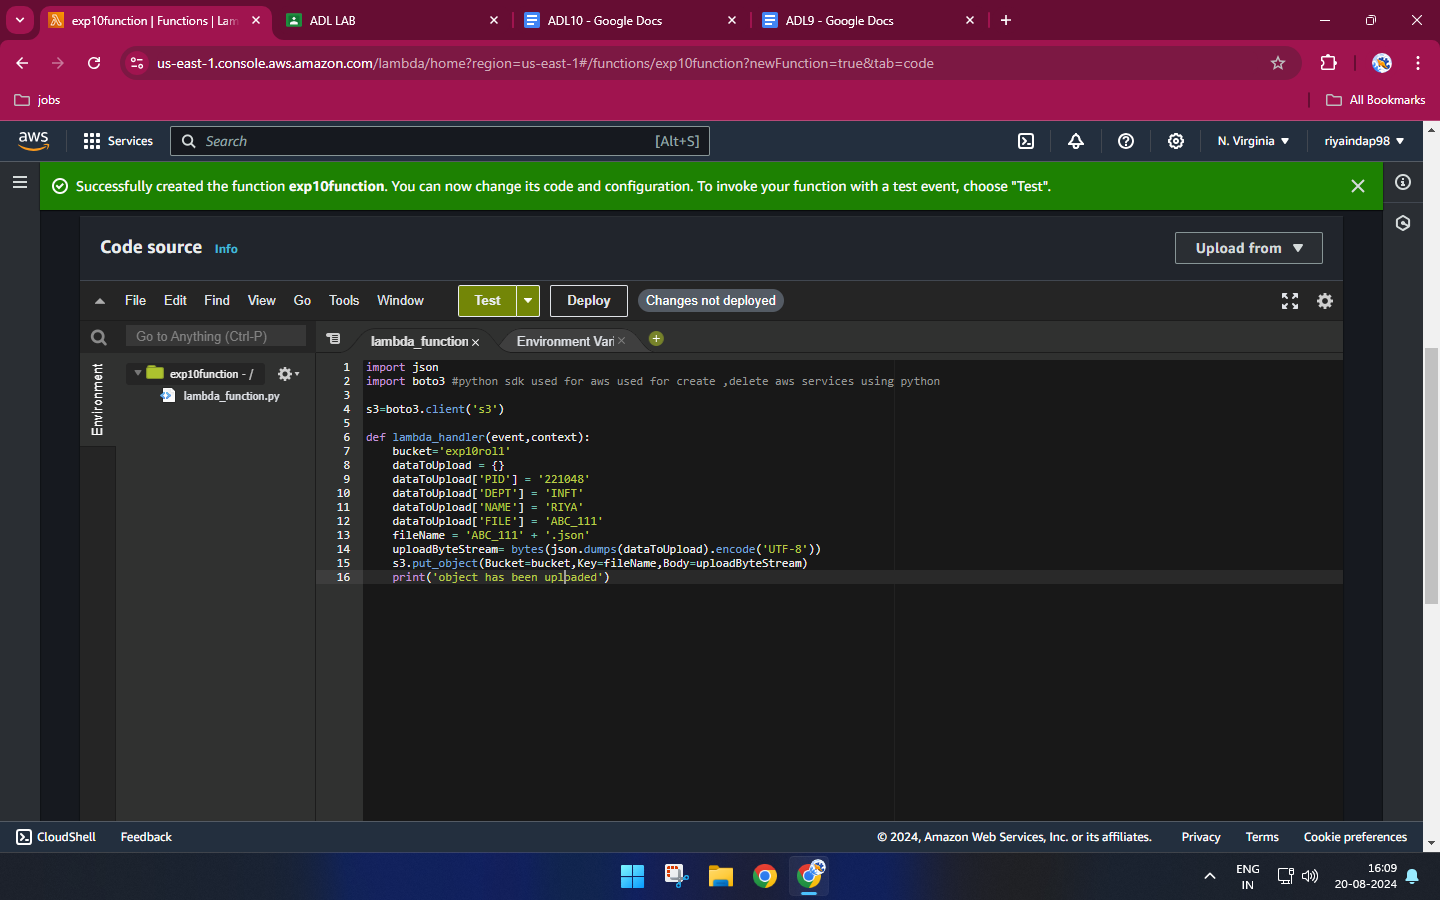 exp10function | Functions | Lam
ADL LAB
ADL10 - Google Docs
ADL9 - Google Docs
us-east-1.console.aws.amazon.com/lambda/home?region=us-east-1#/functions/exp10function?newFunction=true&tab=code
jobs
All Bookmarks
aws
Services
Search
[Alt+S]
N. Virginia
riyaindap98
Successfully created the function exp10function. You can now change its code and configuration. To invoke your function with a test event, choose "Test".
Code source Info
Upload from
File Edit Find View Go Tools Window
Test
Deploy
Changes not deployed
Go to Anything (Ctrl-P)
lambda_function
Environment Vari
Environment
exp10function - /
lambda_function.py
1 import json
2 import boto3 #python sdk used for aws used for create ,delete aws services using python
3
4 s3=boto3.client('s3')
5
6 def lambda_handler(event,context):
7 bucket='exp10rol1'
8 dataToUpload = {}
9 dataToUpload['PID'] = '221048'
10 dataToUpload['DEPT'] = 'INFT'
11 dataToUpload['NAME'] = 'RIYA'
12 dataToUpload['FILE'] = 'ABC_111'
13 fileName = 'ABC_111' + '.json'
14 uploadByteStream= bytes(json.dumps(dataToUpload).encode('UTF-8'))
15 s3.put_object(Bucket=bucket,Key=fileName,Body=uploadByteStream)
16 print('object has been uploaded')
CloudShell
Feedback
© 2024, Amazon Web Services, Inc. or its affiliates.
Privacy
Terms
Cookie preferences
ENG
IN
16:09
20-08-2024